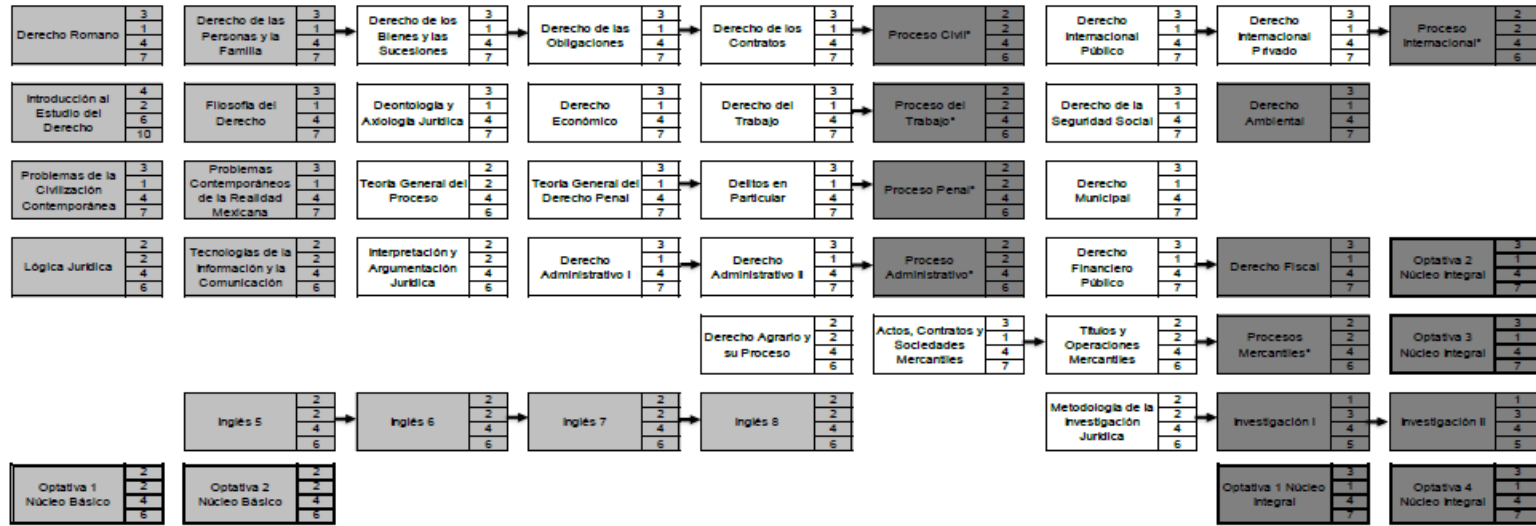 Derecho Romano
3
1
4
7
Derecho de las
Personas y la
Familia
3
1
4
7
Derecho de los
Bienes y las
Sucesiones
3
1
4
7
Derecho de las
Obligaciones
3
1
4
7
Derecho de los
Contratos
3
1
4
7
Proceso Civil*
2
2
4
6
Derecho
Internacional
Público
3
1
4
7
Derecho
Internacional
Privado
3
1
4
7
Proceso
Internacional*
2
2
4
6
Introducción al
Estudio del
Derecho
4
2
6
10
Filosofía del
Derecho
3
1
4
7
Deontología y
Axiología Jurídica
3
1
4
7
Derecho
Económico
3
1
4
7
Derecho del
Trabajo
3
1
4
7
Proceso del
Trabajo*
2
2
4
6
Derecho de la
Seguridad Social
3
1
4
7
Derecho
Ambiental
3
1
4
7
Problemas de la
Civilización
Contemporánea
3
1
4
7
Problemas
Contemporáneos
de la Realidad
Mexicana
3
1
4
7
Teoría General del
Proceso
2
2
4
6
Teoría General del
Derecho Penal
3
1
4
7
Delitos en
Particular
3
1
4
7
Proceso Penal*
2
2
4
6
Derecho
Municipal
3
1
4
7
Lógica Jurídica
2
2
4
6
Tecnologías de la
Información y la
Comunicación
2
2
4
6
Interpretación y
Argumentación
Jurídica
2
2
4
6
Derecho
Administrativo I
3
1
4
7
Derecho
Administrativo II
3
1
4
7
Proceso
Administrativo*
2
2
4
6
Derecho
Financiero
Público
3
1
4
7
Derecho Fiscal
3
1
4
7
Optativa 2
Núcleo Integral
3
1
4
7
Derecho Agrario y
su Proceso
2
2
4
6
Actos, Contratos y
Sociedades
Mercantiles
3
1
4
7
Títulos y
Operaciones
Mercantiles
2
2
4
6
Procesos
Mercantiles*
2
2
4
6
Optativa 3
Núcleo Integral
3
1
4
7
Inglés 5
2
2
4
6
Inglés 6
2
2
4
6
Inglés 7
2
2
4
6
Inglés 8
2
2
4
6
Metodología de la
Investigación
Jurídica
2
2
4
6
Investigación I
1
3
4
5
Investigación II
1
3
4
5
Optativa 1
Núcleo Básico
2
2
4
6
Optativa 2
Núcleo Básico
2
2
4
6
Optativa 1 Núcleo
Integral
3
1
4
7
Optativa 4
Núcleo Integral
3
1
4
7